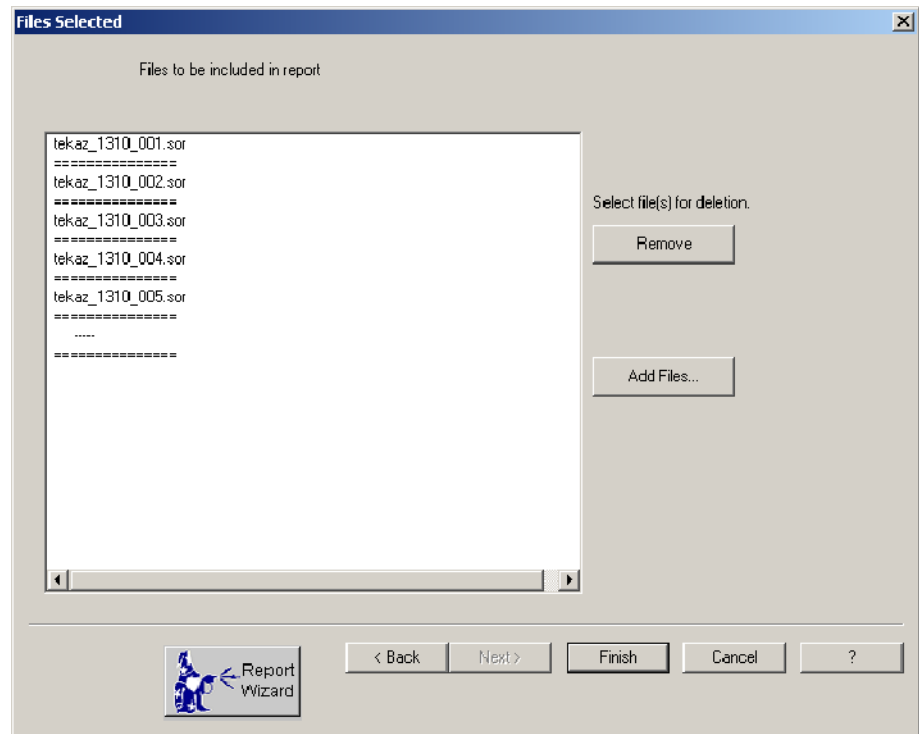 Files Selected
Files to be included in report
tekaz_1310_001.sor
===============
tekaz_1310_002.sor
===============
tekaz_1310_003.sor
===============
tekaz_1310_004.sor
===============
tekaz_1310_005.sor
===============
-----
===============
Select file(s) for deletion.
Remove
Add Files...
Report
Wizard
< Back
Next >
Finish
Cancel
?